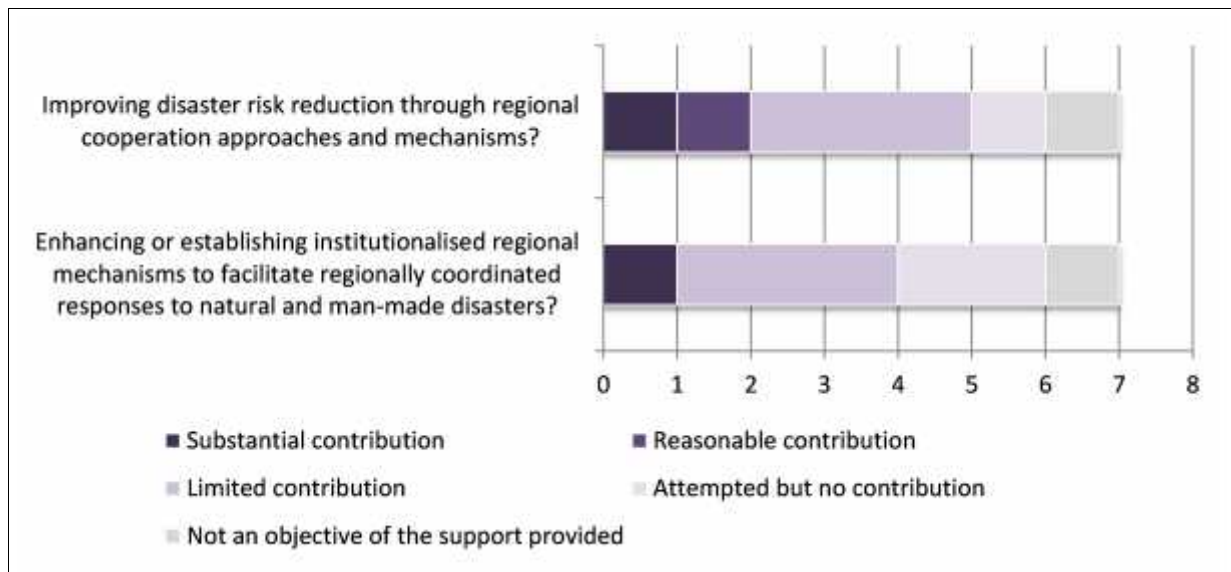 Improving disaster risk reduction through regional
cooperation approaches and mechanisms?
Enhancing or establishing institutionalised regional
mechanisms to facilitate regionally coordinated
responses to natural and man-made disasters?
0 1 2 3 4 5 6 7 8
Substantial contribution
Reasonable contribution
Limited contribution
Attempted but no contribution
Not an objective of the support provided